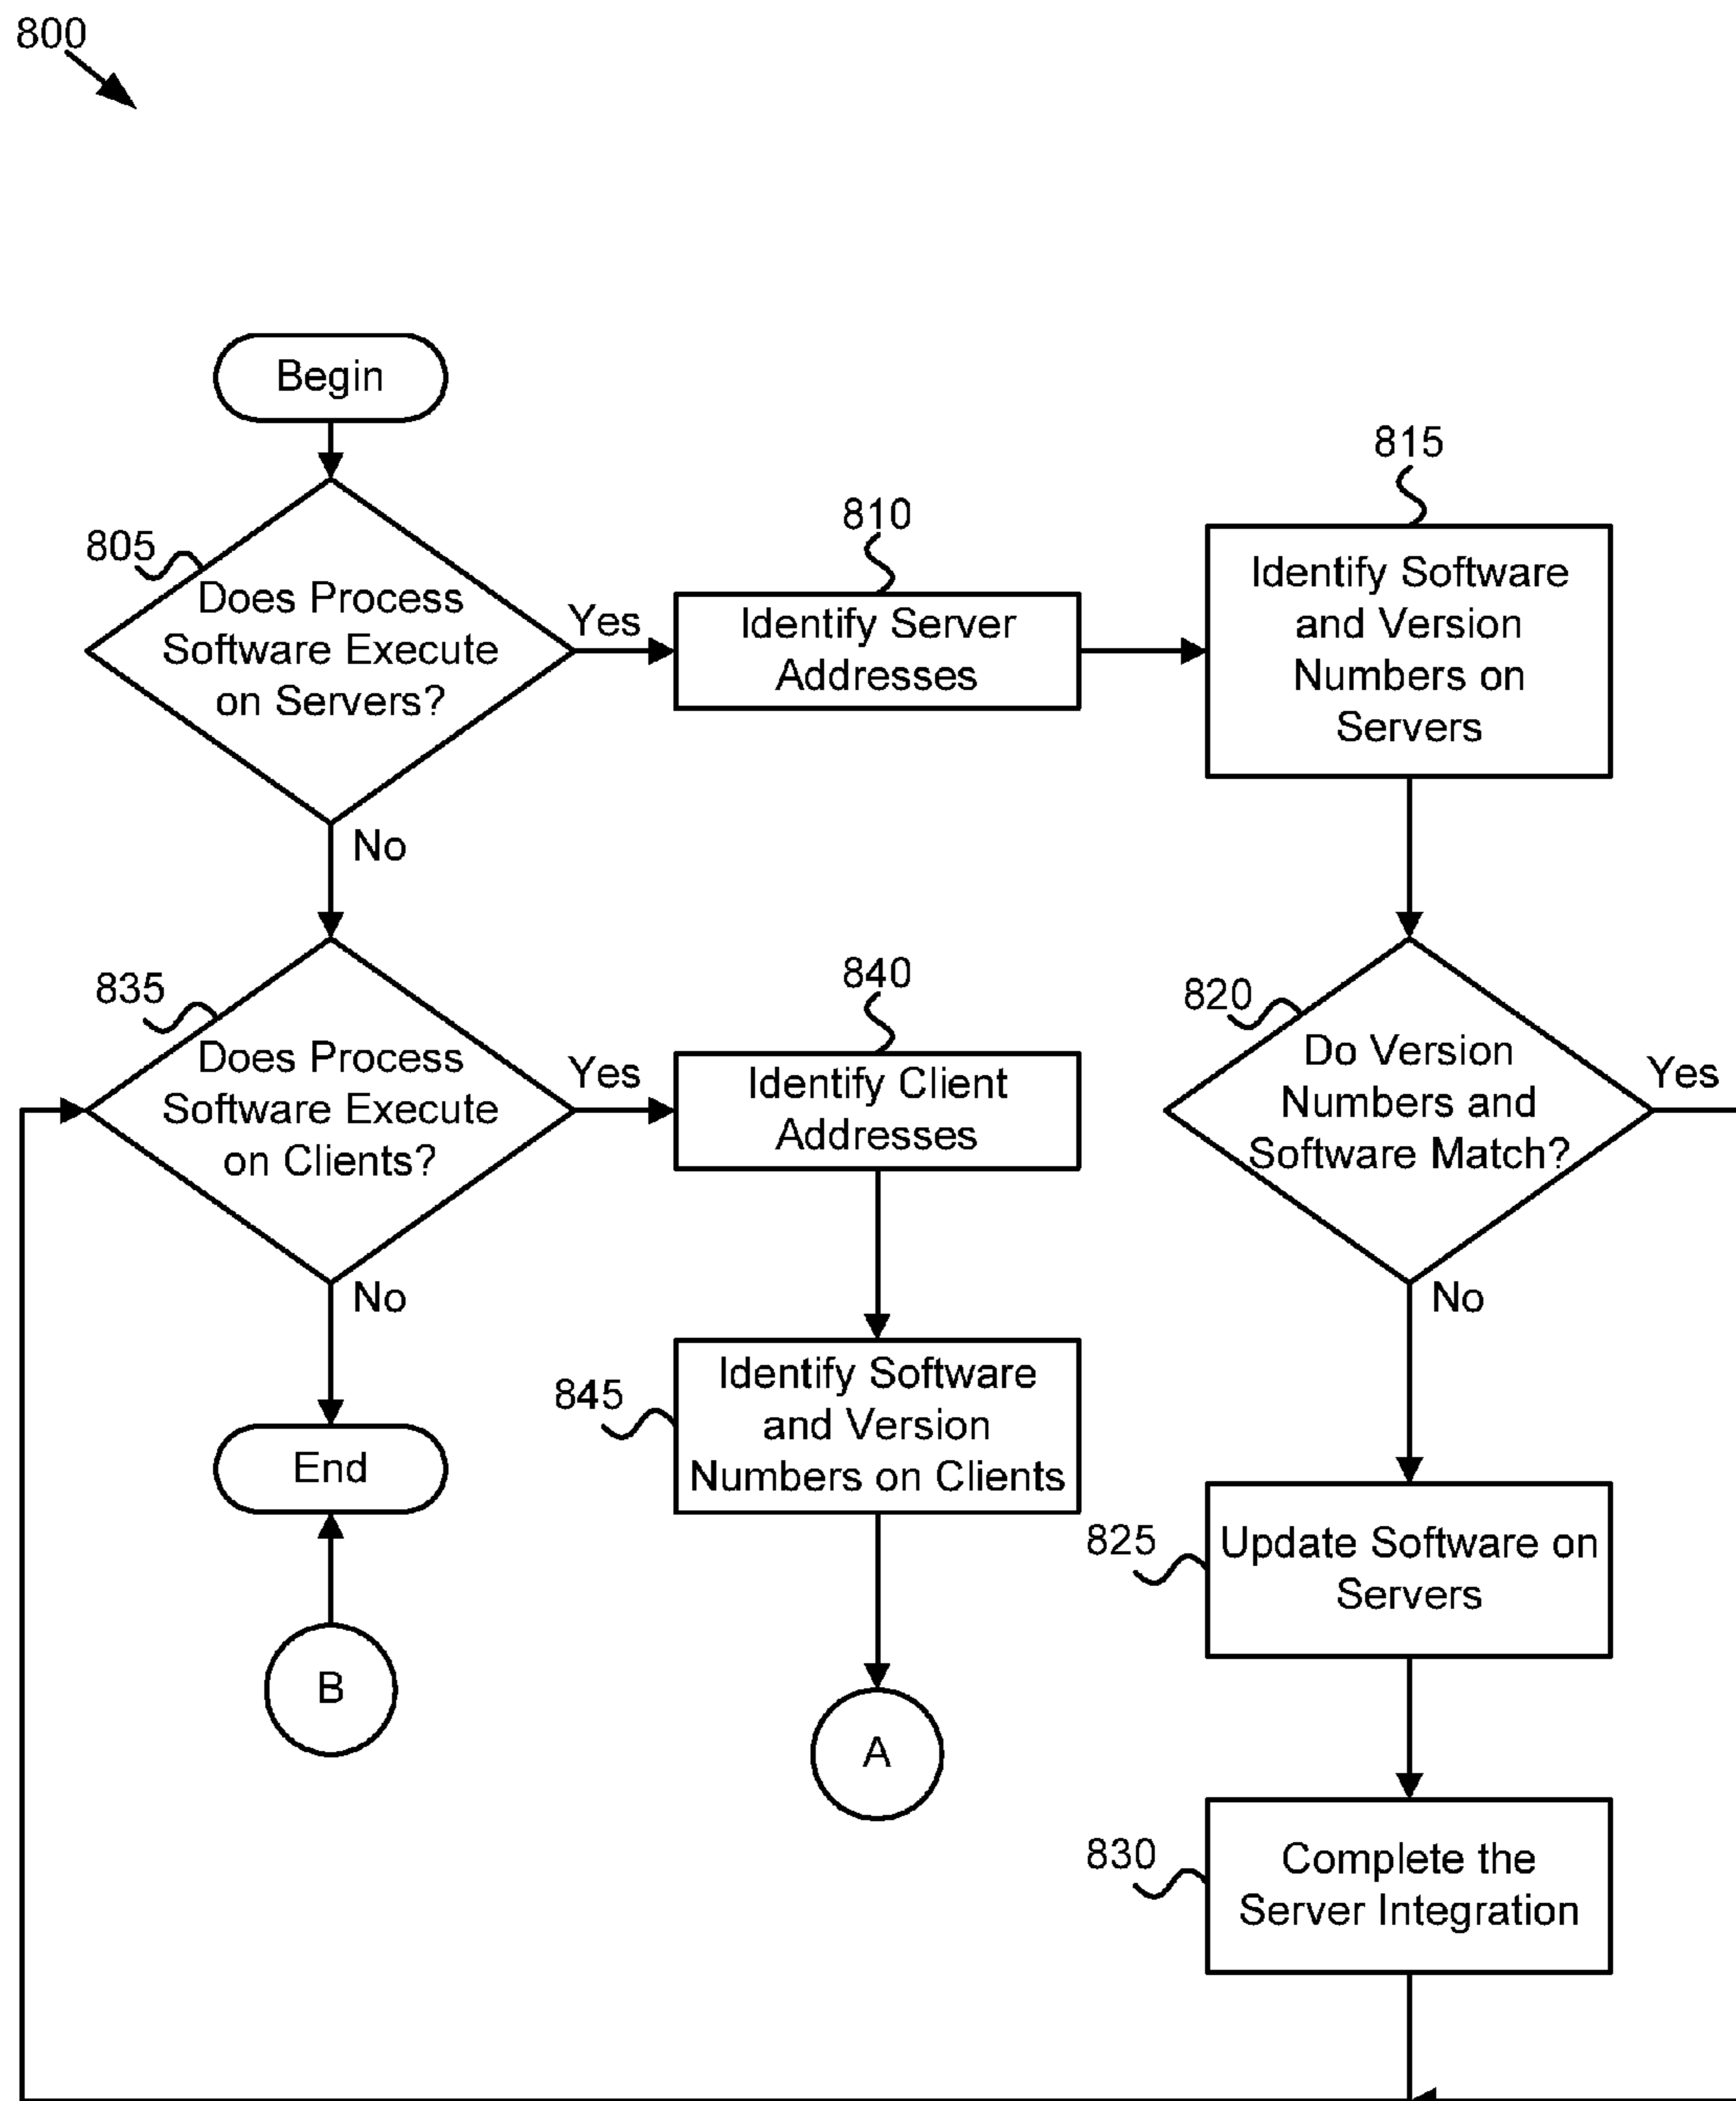 800
Begin
805
Does Process
Software Execute
on Servers?
Yes
No
810
Identify Server
Addresses
815
Identify Software
and Version
Numbers on
Servers
835
Does Process
Software Execute
on Clients?
Yes
No
840
Identify Client
Addresses
820
Do Version
Numbers and
Software Match?
Yes
No
End
845
Identify Software
and Version
Numbers on Clients
825
Update Software on
Servers
B
A
830
Complete the
Server Integration